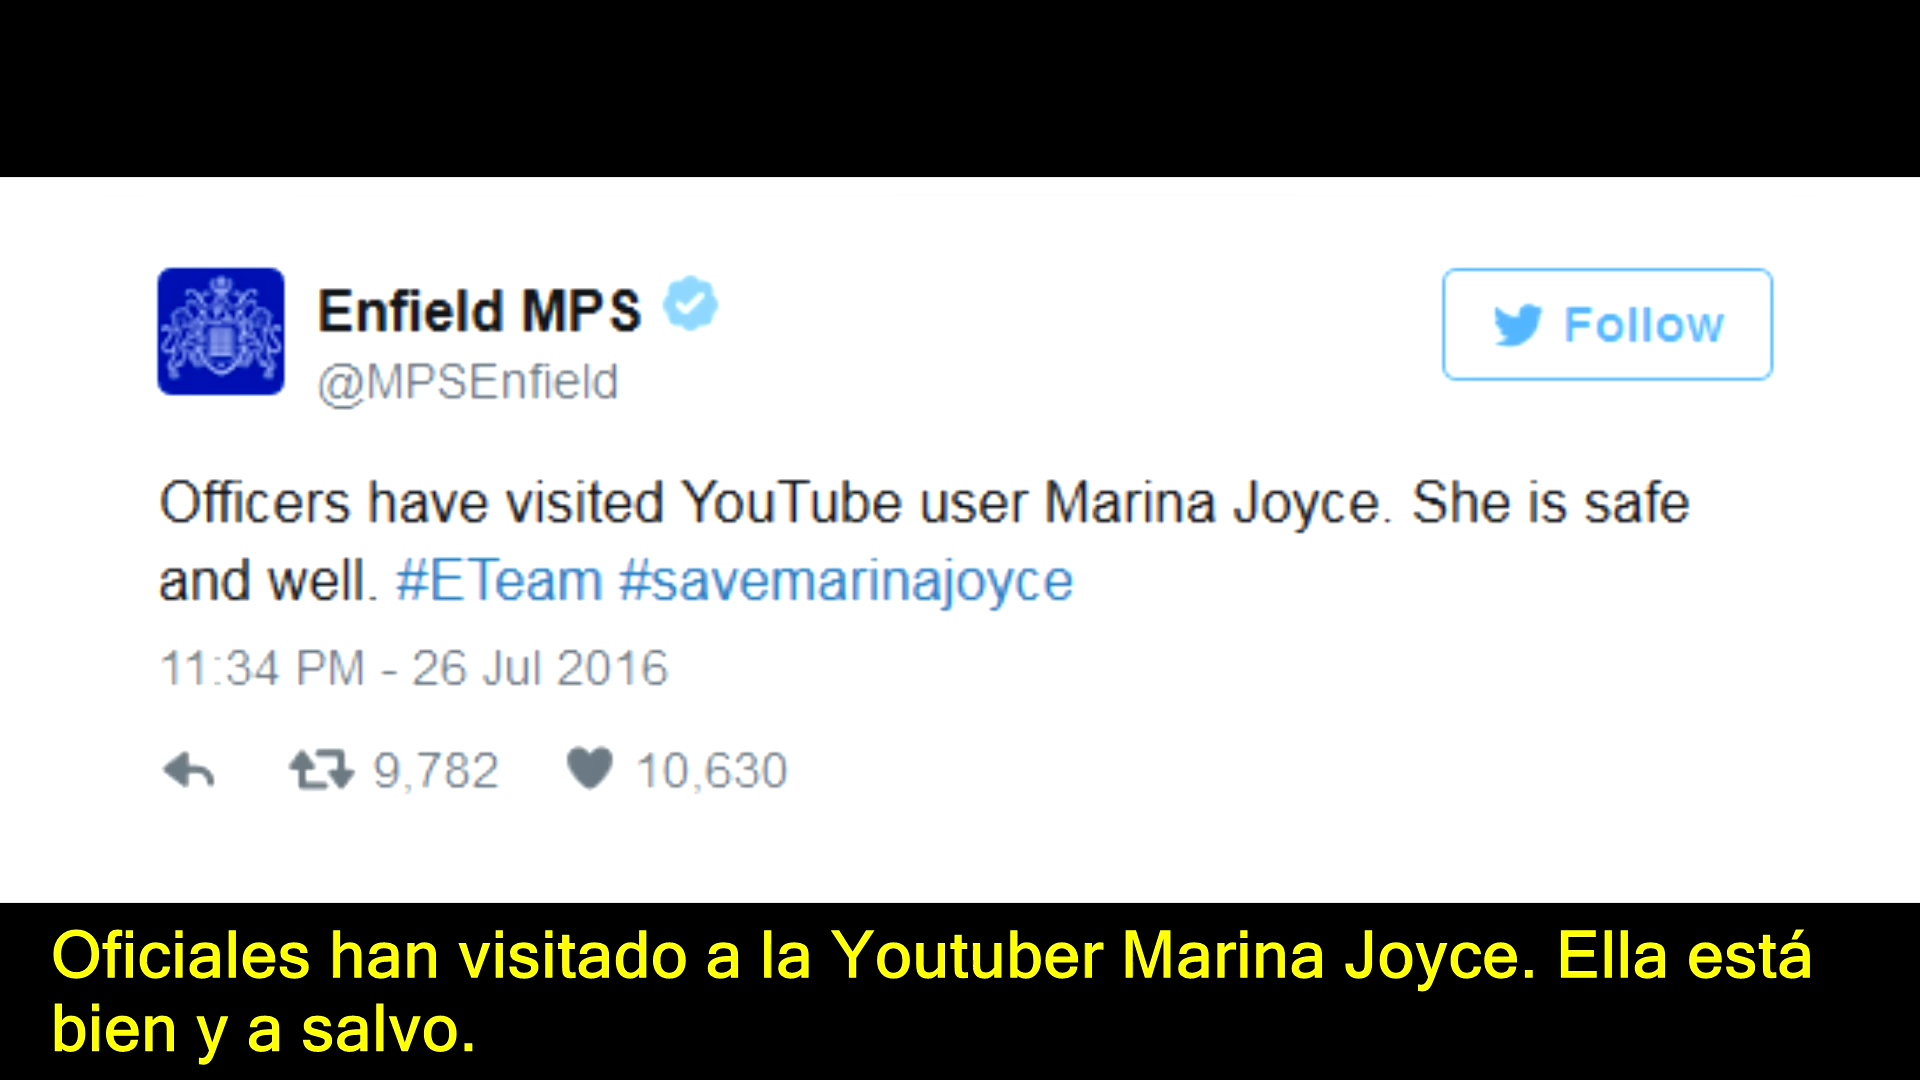 Enfield MPS
@MPSEnfield
Follow
Officers have visited YouTube user Marina Joyce. She is safe
and well. #ETeam #savemarinajoyce
11:34 PM - 26 Jul 2016
9,782 10,630
Oficiales han visitado a la Youtuber Marina Joyce. Ella está
bien y a salvo.